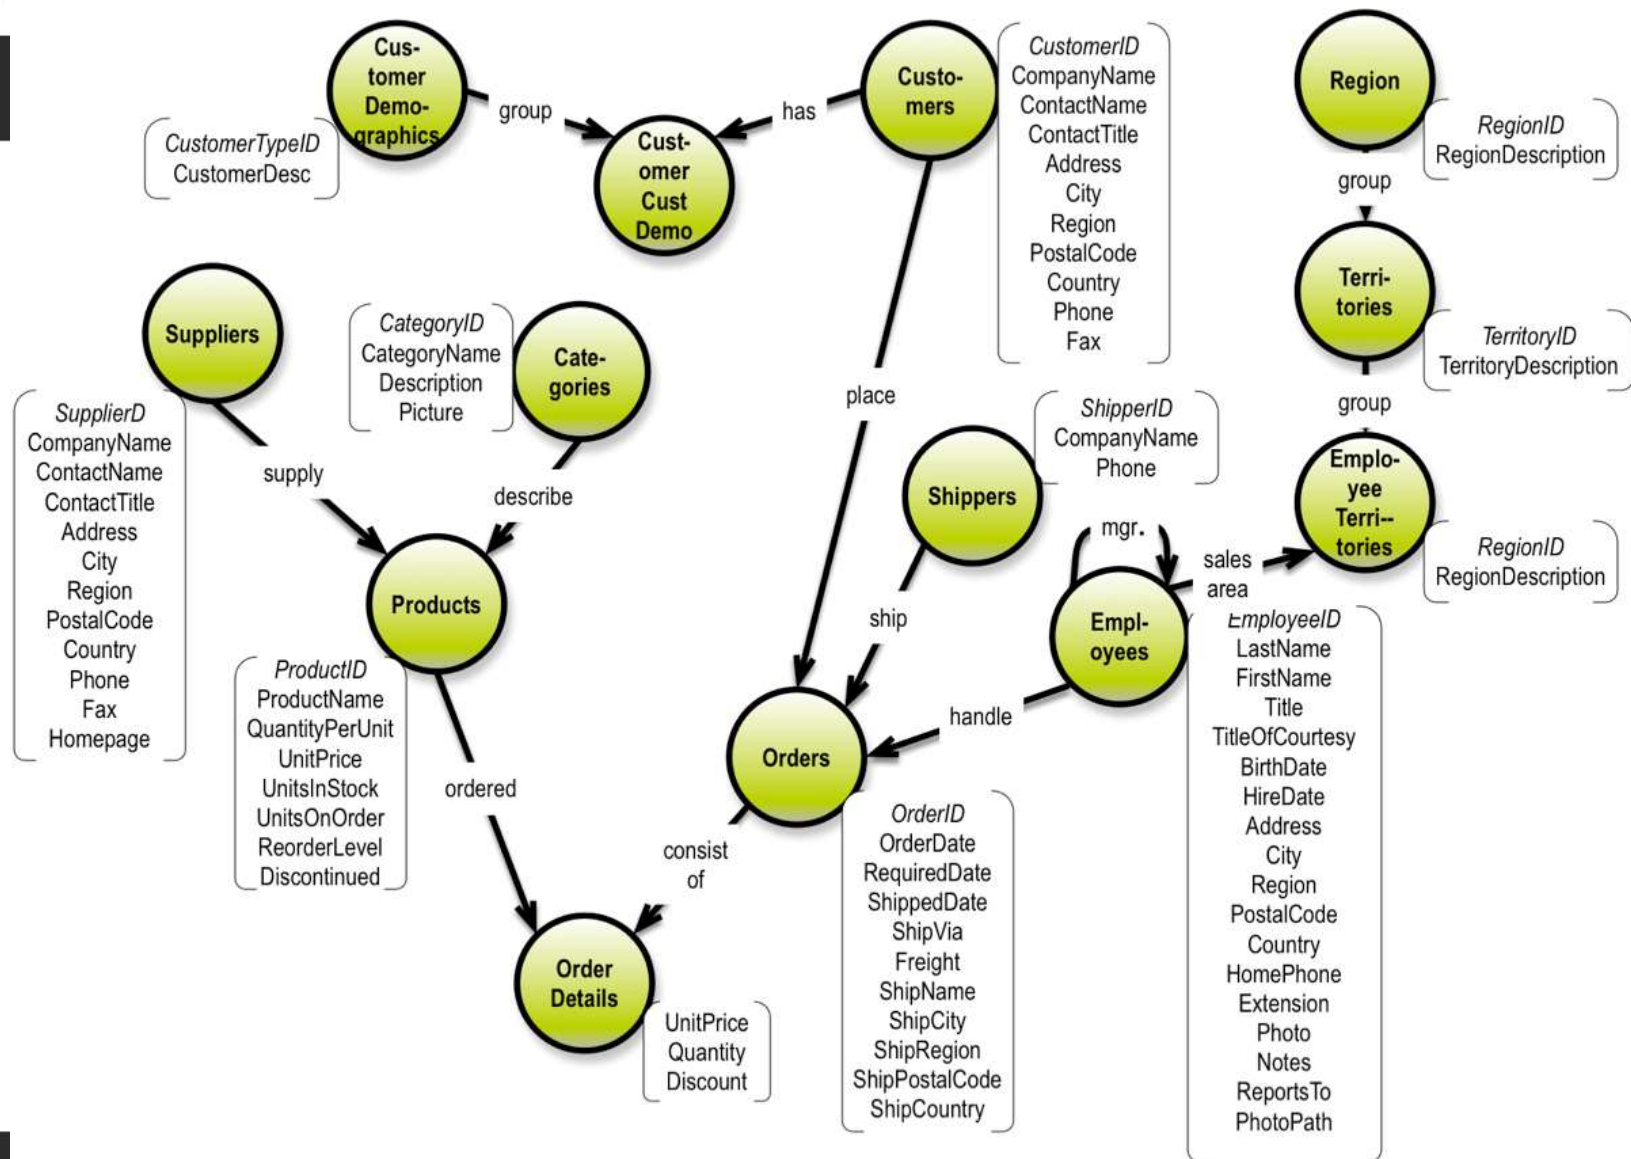 Cus-
tomer
Demo-
graphics
CustomerTypeID
CustomerDesc
group
Cust-
omer
Cust
Demo
has
Custo-
mers
CustomerID
CompanyName
ContactName
ContactTitle
Address
City
Region
PostalCode
Country
Phone
Fax
Region
RegionID
RegionDescription
group
Terri-
tories
TerritoryID
TerritoryDescription
group
Emplo-
yee
Terri--
tories
RegionID
RegionDescription
Suppliers
SupplierD
CompanyName
ContactName
ContactTitle
Address
City
Region
PostalCode
Country
Phone
Fax
Homepage
supply
CategoryID
CategoryName
Description
Picture
Cate-
gories
describe
Products
ProductID
ProductName
QuantityPerUnit
UnitPrice
UnitsInStock
UnitsOnOrder
ReorderLevel
Discontinued
ordered
place
Shippers
ShipperID
CompanyName
Phone
ship
mgr.
sales
area
Empl-
oyees
EmployeeID
LastName
FirstName
Title
TitleOfCourtesy
BirthDate
HireDate
Address
City
Region
PostalCode
Country
HomePhone
Extension
Photo
Notes
ReportsTo
PhotoPath
handle
Orders
OrderID
OrderDate
RequiredDate
ShippedDate
ShipVia
Freight
ShipName
ShipCity
ShipRegion
ShipPostalCode
ShipCountry
consist
of
Order
Details
UnitPrice
Quantity
Discount